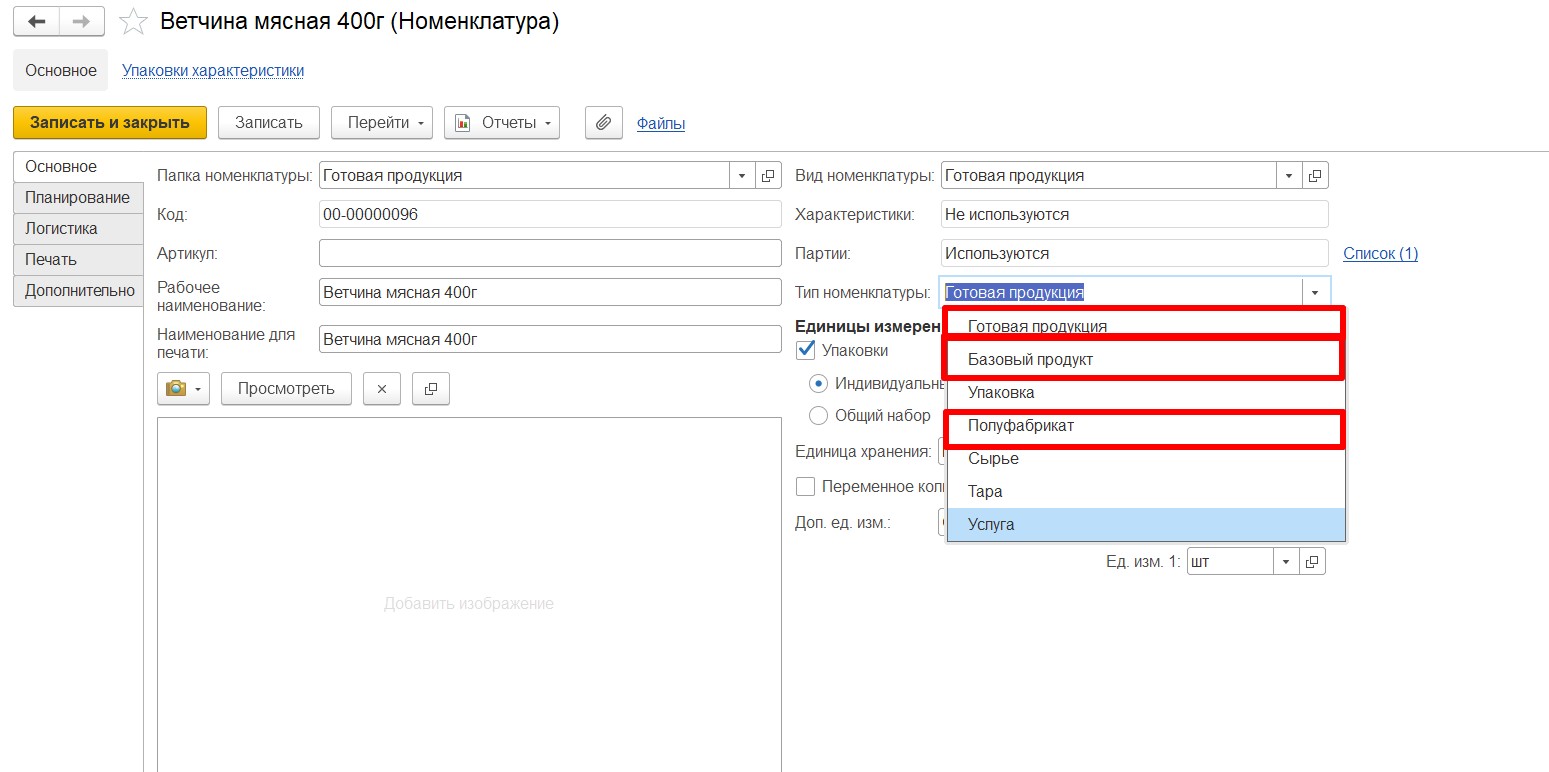 Ветчина мясная 400г (Номенклатура)
Основное Упаковки характеристики
Записать и закрыть Записать Перейти Отчеты Файлы
Основное
Планирование
Логистика
Печать
Дополнительно
Папка номенклатуры: Готовая продукция
Код: 00-00000096
Артикул:
Рабочее
наименование: Ветчина мясная 400г
Наименование для
печати: Ветчина мясная 400г
Просмотреть
Добавить изображение
Вид номенклатуры: Готовая продукция
Характеристики: Не используются
Партии: Используются Список (1)
Тип номенклатуры: Готовая продукция
Готовая продукция
Базовый продукт
Упаковка
Полуфабрикат
Сырье
Тара
Услуга
Единицы измерен
Упаковки
Индивидуальны
Общий набор
Единица хранения:
Переменное кол
Доп. ед. изм.:
Ед. изм. 1: шт